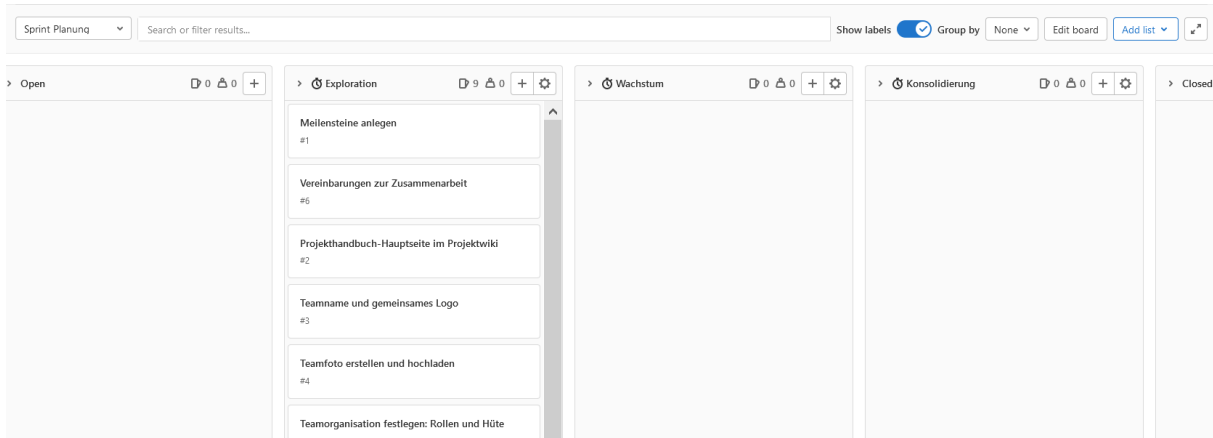 Sprint Planung
Search or filter results...
Show labels
Group by
None
Edit board
Add list
Open
0 0
Exploration
9 0
Wachstum
0 0
Konsolidierung
0 0
Closed
Meilensteine anlegen
#1
Vereinbarungen zur Zusammenarbeit
#6
Projekthandbuch-Hauptseite im Projektwiki
#2
Teamname und gemeinsames Logo
#3
Teamfoto erstellen und hochladen
#4
Teamorganisation festlegen: Rollen und Hüte